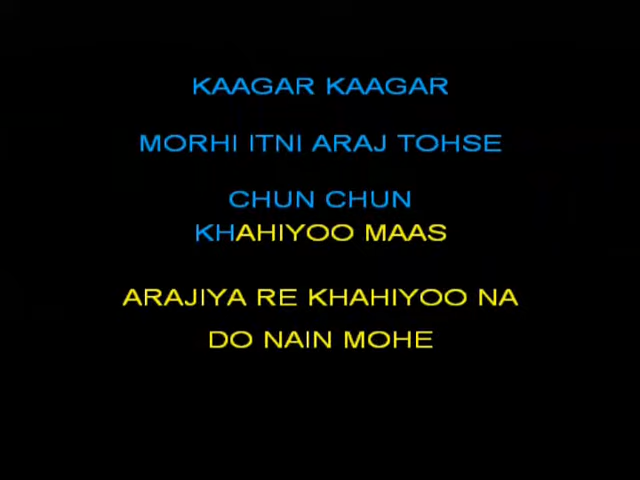 KAAGAR KAAGAR
MORHI ITNI ARAJ TOHSE
CHUN CHUN
KHAHIYOO MAAS
ARAJIYA RE KHAHIYOO NA
DO NAIN MOHE